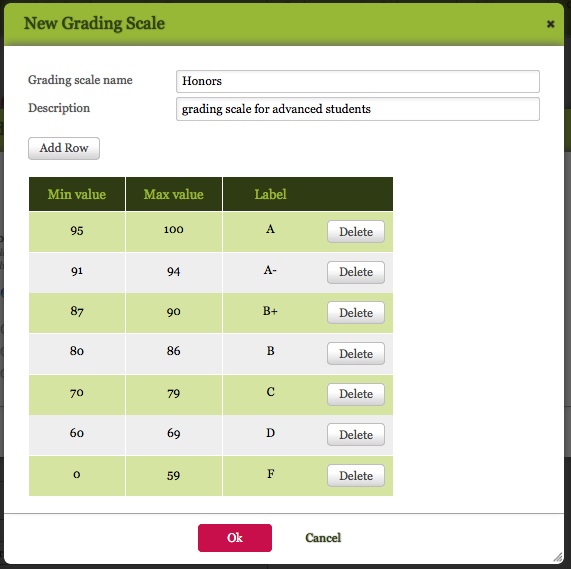 New Grading Scale
Grading scale name Honors
Description grading scale for advanced students
Add Row
Min value Max value Label
95 100 A Delete
91 94 A- Delete
87 90 B+ Delete
80 86 B Delete
70 79 C Delete
60 69 D Delete
0 59 F Delete
Ok Cancel